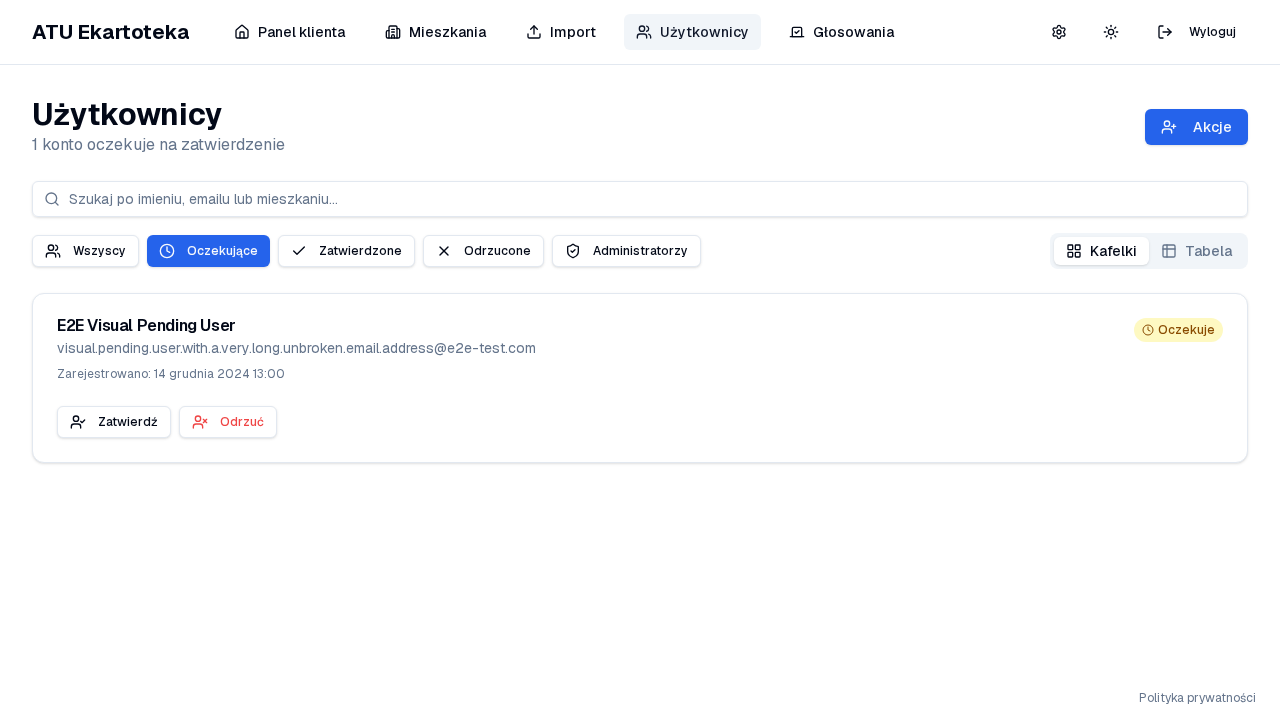 ATU Ekartoteka
Panel klienta
Mieszkania
Import
Użytkownicy
Głosowania
Wyloguj
Użytkownicy
1 konto oczekuje na zatwierdzenie
Akcje
Szukaj po imieniu, emailu lub mieszkaniu...
Wszyscy
Oczekujące
Zatwierdzone
Odrzucone
Administratorzy
Kafelki
Tabela
E2E Visual Pending User
Oczekuje
visual.pending.user.with.a.very.long.unbroken.email.address@e2e-test.com
Zarejestrowano: 14 grudnia 2024 13:00
Zatwierdź
Odrzuć
Polityka prywatności